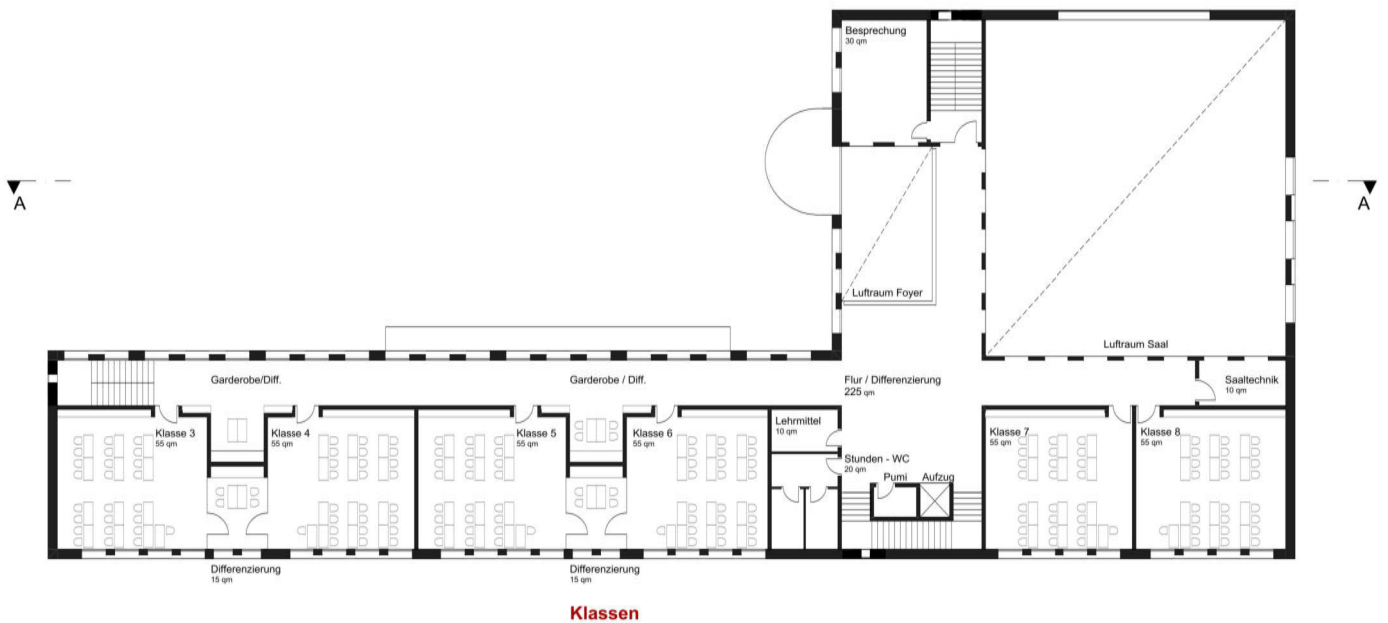 Besprechung
30 qm
A
A
Luftraum Foyer
Luftraum Saal
Garderobe/Diff.
Garderobe / Diff.
Flur / Differenzierung
225 qm
Saaltechnik
10 qm
Klasse 3
55 qm
Klasse 4
55 qm
Klasse 5
55 qm
Klasse 6
55 qm
Lehrmittel
10 qm
Klasse 7
55 qm
Klasse 8
55 qm
Stunden - WC
20 qm
Pumi
Aufzug
Differenzierung
15 qm
Differenzierung
15 qm
Klassen